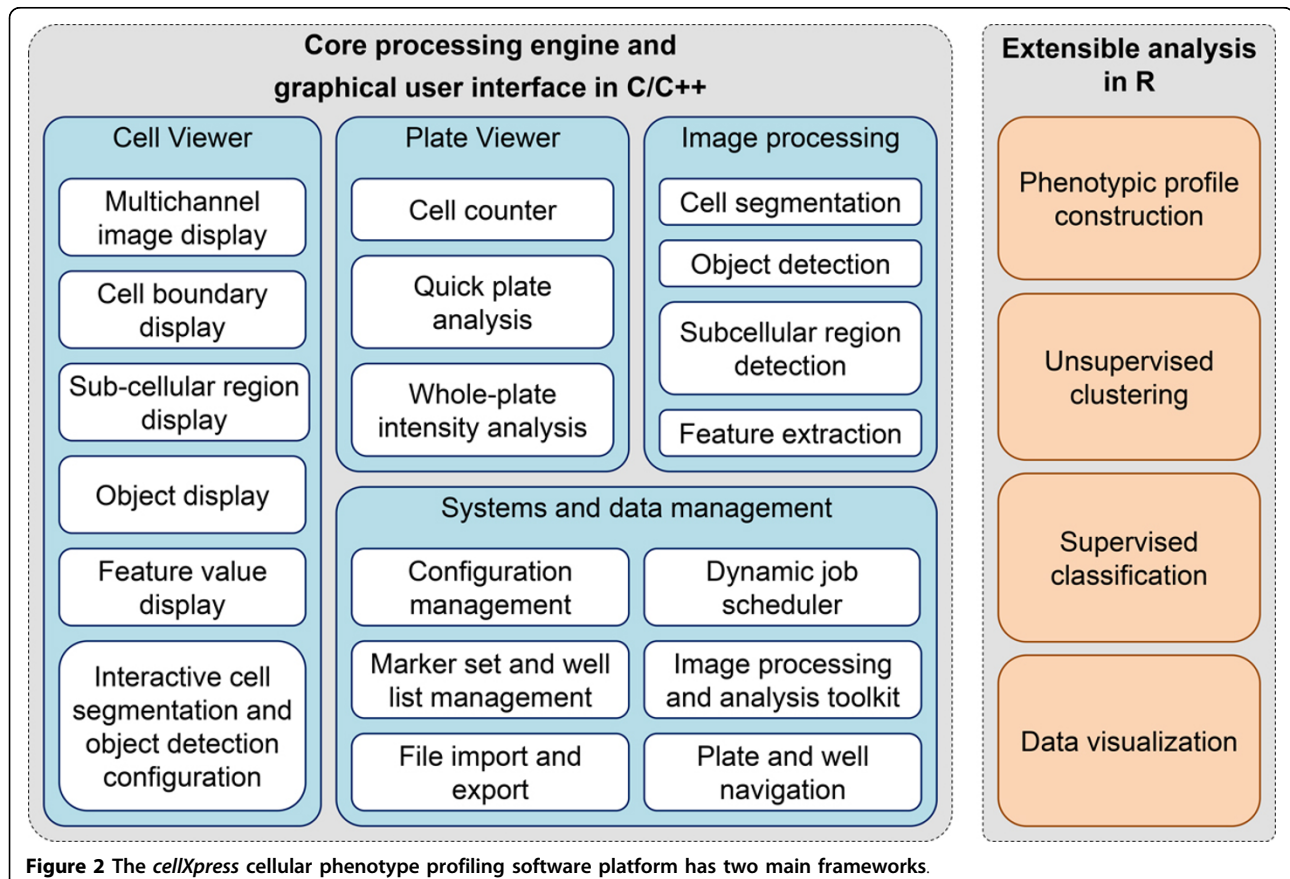 Core processing engine and
graphical user interface in C/C++
Cell Viewer
Multichannel
image display
Cell boundary
display
Sub-cellular region
display
Object display
Feature value
display
Interactive cell
segmentation and
object detection
configuration
Plate Viewer
Cell counter
Quick plate
analysis
Whole-plate
intensity analysis
Image processing
Cell segmentation
Object detection
Subcellular region
detection
Feature extraction
Systems and data management
Configuration
management
Dynamic job
scheduler
Marker set and well
list management
Image processing
and analysis toolkit
File import and
export
Plate and well
navigation
Extensible analysis
in R
Phenotypic profile
construction
Unsupervised
clustering
Supervised
classification
Data visualization
Figure 2 The cellXpress cellular phenotype profiling software platform has two main frameworks.